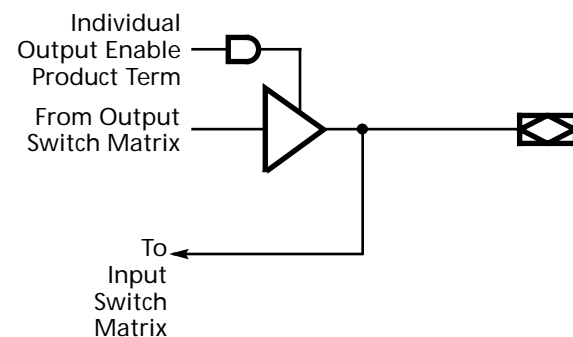 Individual
Output Enable
Product Term
From Output
Switch Matrix
To
Input
Switch
Matrix